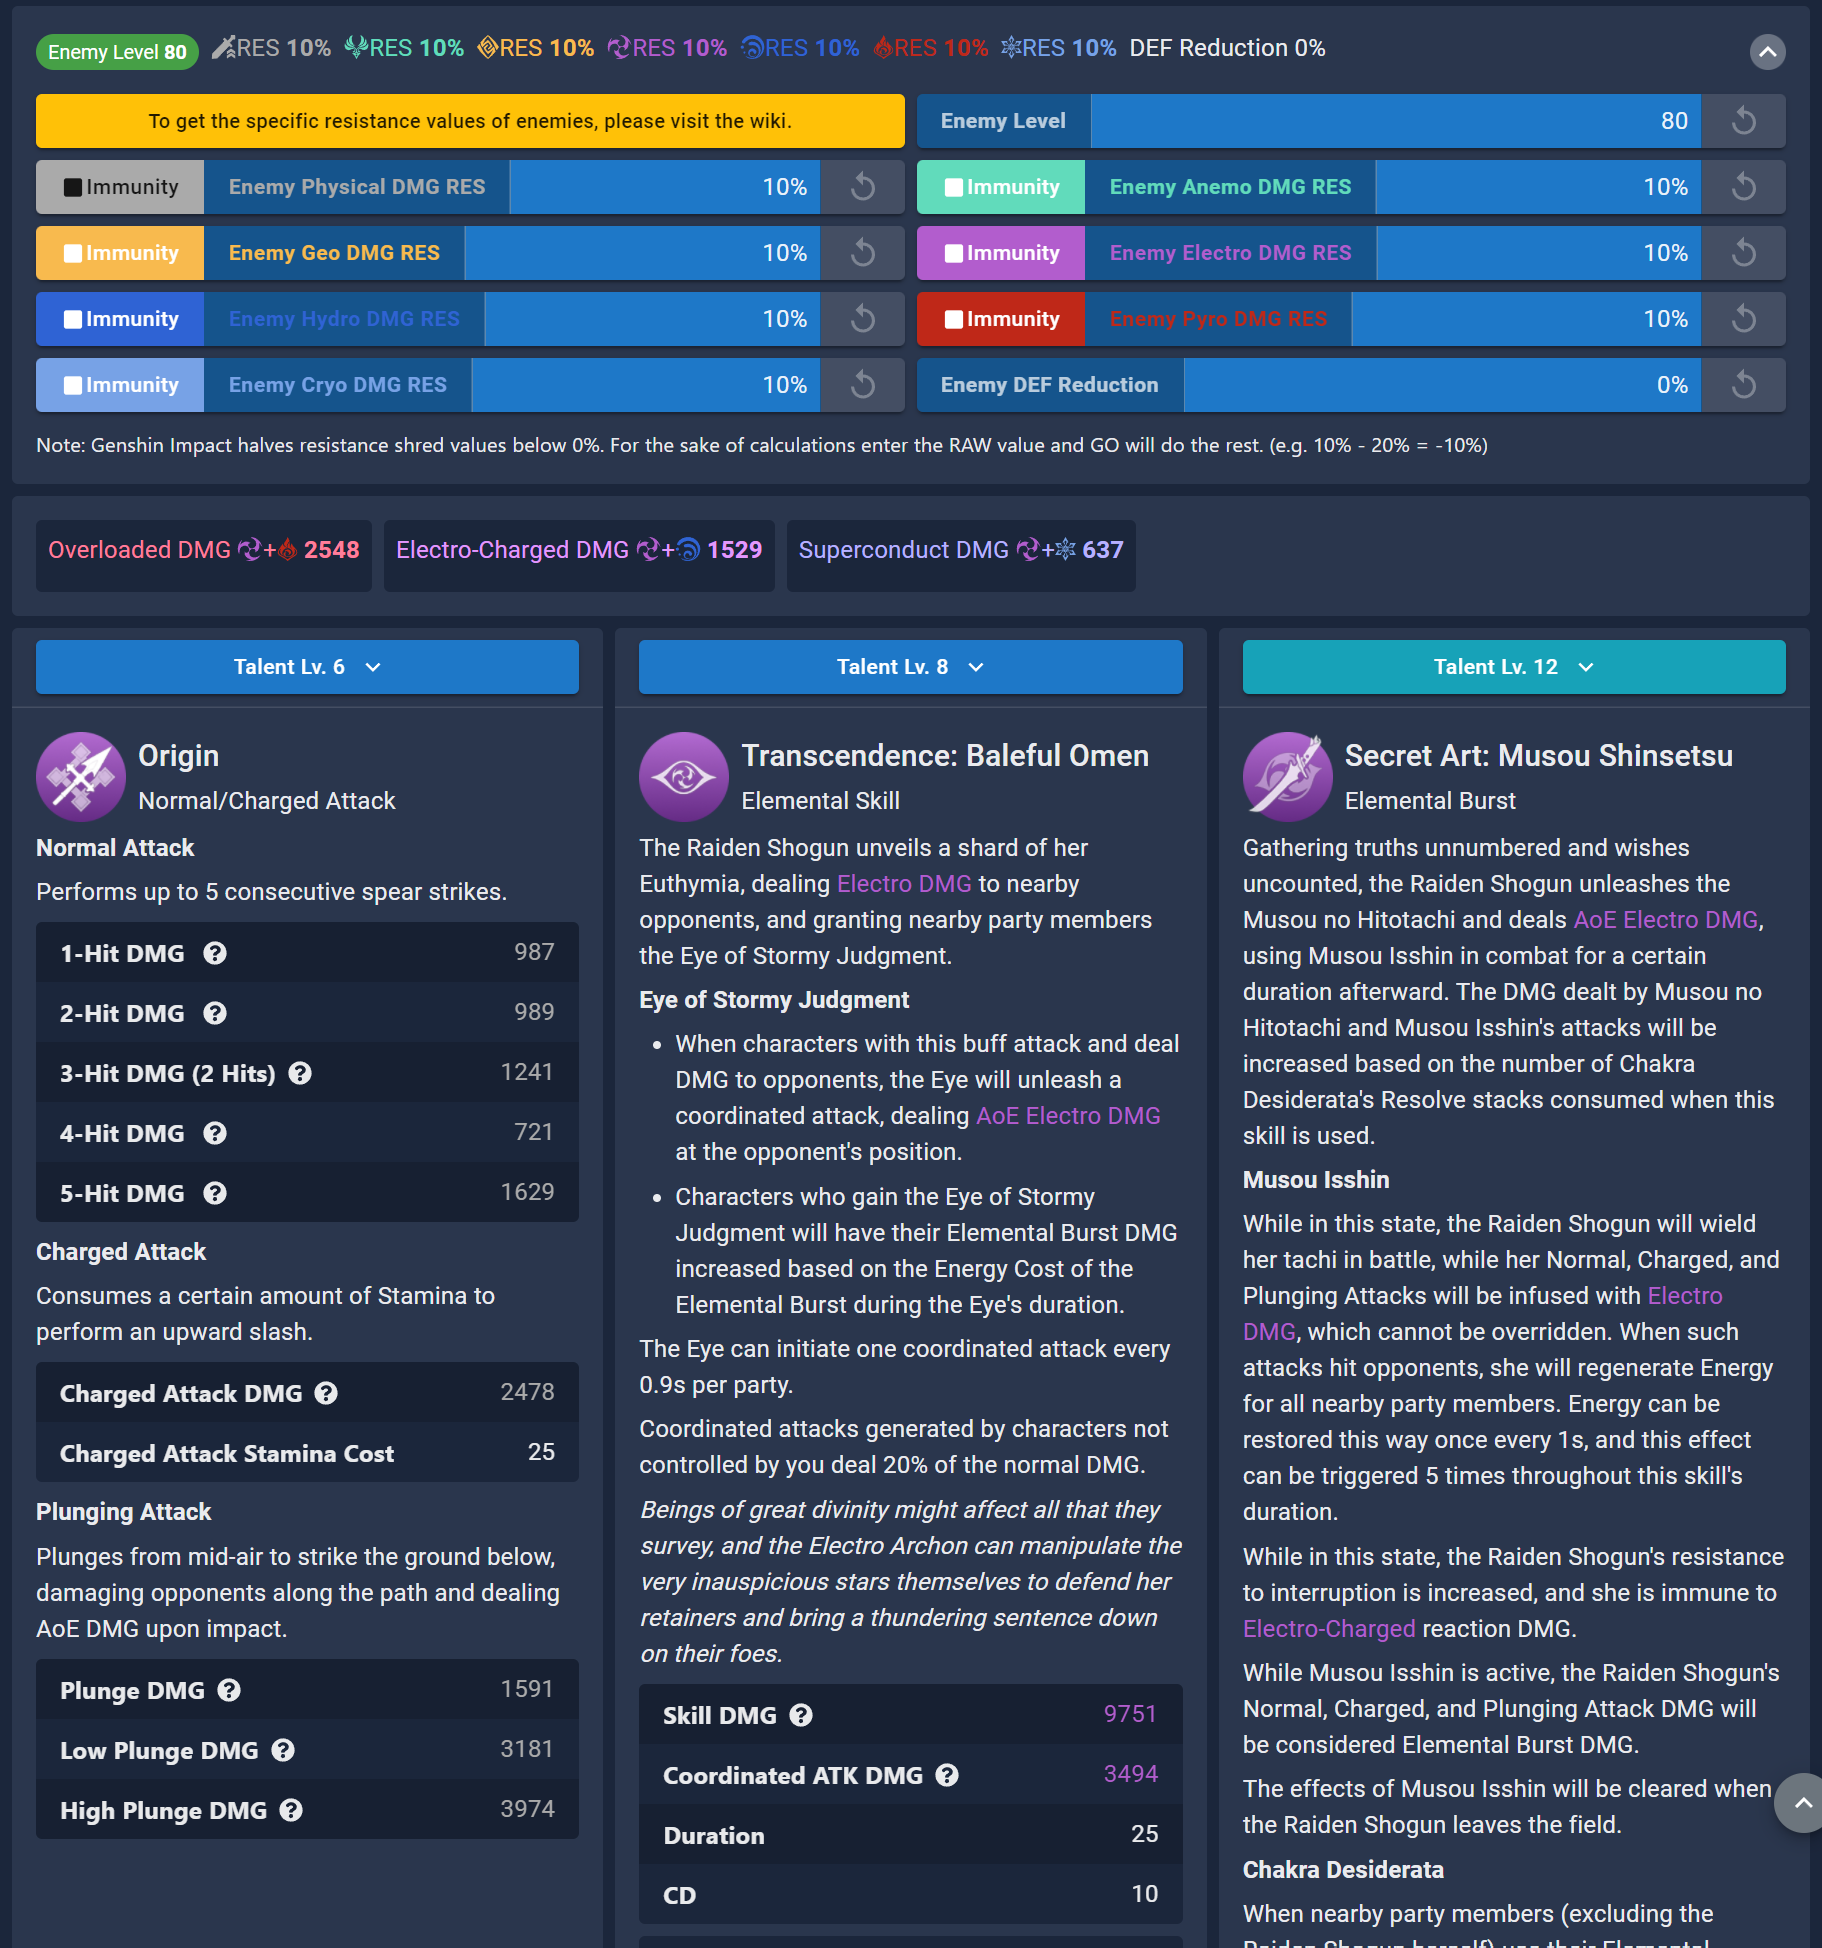 Enemy Level 80 RES 10% RES 10% RES 10% RES 10% RES 10% RES 10% RES 10% DEF Reduction 0%
To get the specific resistance values of enemies, please visit the wiki.
Enemy Level 80
Immunity Enemy Physical DMG RES 10%
Immunity Enemy Anemo DMG RES 10%
Immunity Enemy Geo DMG RES 10%
Immunity Enemy Electro DMG RES 10%
Immunity Enemy Hydro DMG RES 10%
Immunity Enemy Pyro DMG RES 10%
Immunity Enemy Cryo DMG RES 10%
Enemy DEF Reduction 0%
Note: Genshin Impact halves resistance shred values below 0%. For the sake of calculations enter the RAW value and GO will do the rest. (e.g. 10% - 20% = -10%)
Overloaded DMG + 2548
Electro-Charged DMG + 1529
Superconduct DMG + 637
Talent Lv. 6
Origin
Normal/Charged Attack
Normal Attack
Performs up to 5 consecutive spear strikes.
1-Hit DMG 987
2-Hit DMG 989
3-Hit DMG (2 Hits) 1241
4-Hit DMG 721
5-Hit DMG 1629
Charged Attack
Consumes a certain amount of Stamina to
perform an upward slash.
Charged Attack DMG 2478
Charged Attack Stamina Cost 25
Plunging Attack
Plunges from mid-air to strike the ground below,
damaging opponents along the path and dealing
AoE DMG upon impact.
Plunge DMG 1591
Low Plunge DMG 3181
High Plunge DMG 3974
Talent Lv. 8
Transcendence: Baleful Omen
Elemental Skill
The Raiden Shogun unveils a shard of her
Euthymia, dealing Electro DMG to nearby
opponents, and granting nearby party members
the Eye of Stormy Judgment.
Eye of Stormy Judgment
• When characters with this buff attack and deal
DMG to opponents, the Eye will unleash a
coordinated attack, dealing AoE Electro DMG
at the opponent's position.
• Characters who gain the Eye of Stormy
Judgment will have their Elemental Burst DMG
increased based on the Energy Cost of the
Elemental Burst during the Eye's duration.
The Eye can initiate one coordinated attack every
0.9s per party.
Coordinated attacks generated by characters not
controlled by you deal 20% of the normal DMG.
Beings of great divinity might affect all that they
survey, and the Electro Archon can manipulate the
very inauspicious stars themselves to defend her
retainers and bring a thundering sentence down
on their foes.
Skill DMG 9751
Coordinated ATK DMG 3494
Duration 25
CD 10
Talent Lv. 12
Secret Art: Musou Shinsetsu
Elemental Burst
Gathering truths unnumbered and wishes
uncounted, the Raiden Shogun unleashes the
Musou no Hitotachi and deals AoE Electro DMG,
using Musou Isshin in combat for a certain
duration afterward. The DMG dealt by Musou no
Hitotachi and Musou Isshin's attacks will be
increased based on the number of Chakra
Desiderata's Resolve stacks consumed when this
skill is used.
Musou Isshin
While in this state, the Raiden Shogun will wield
her tachi in battle, while her Normal, Charged, and
Plunging Attacks will be infused with Electro
DMG, which cannot be overridden. When such
attacks hit opponents, she will regenerate Energy
for all nearby party members. Energy can be
restored this way once every 1s, and this effect
can be triggered 5 times throughout this skill's
duration.
While in this state, the Raiden Shogun's resistance
to interruption is increased, and she is immune to
Electro-Charged reaction DMG.
While Musou Isshin is active, the Raiden Shogun's
Normal, Charged, and Plunging Attack DMG will
be considered Elemental Burst DMG.
The effects of Musou Isshin will be cleared when
the Raiden Shogun leaves the field.
Chakra Desiderata
When nearby party members (excluding the
Raiden Shogun herself) use their Elemental